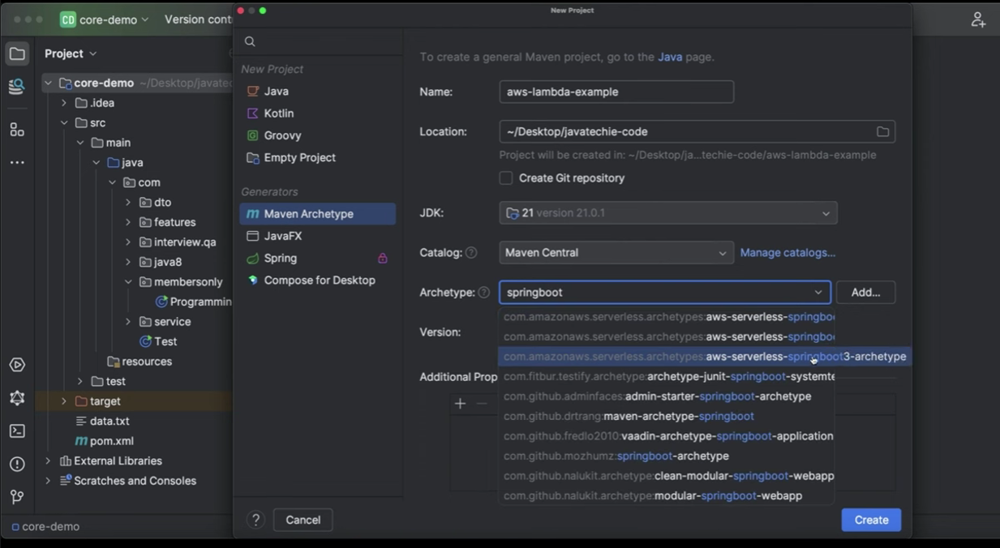 New Project
CD core-demo
Version cont
Project
core-demo ~/Desktop/javatec
.idea
src
main
java
com
dto
features
interview.qa
java8
membersonly
Programmin
service
Test
resources
test
target
data.txt
pom.xml
External Libraries
Scratches and Consoles
core-demo
New Project
Java
Kotlin
Groovy
Empty Project
Generators
Maven Archetype
JavaFX
Spring
Compose for Desktop
To create a general Maven project, go to the Java page.
Name: aws-lambda-example
Location: ~/Desktop/javatechie-code
Project will be created in: ~/Desktop/ja...techie-code/aws-lambda-example
Create Git repository
JDK: 21 version 21.0.1
Catalog: Maven Central Manage catalogs...
Archetype: springboot Add...
com.amazonaws.serverless.archetypes:aws-serverless-springbo
Version:
com.amazonaws.serverless.archetypes:aws-serverless-springbo
com.amazonaws.serverless.archetypes:aws-serverless-springboot3-archetype
Additional Prop
com.fitbur.testify.archetype:archetype-junit-springboot-systemte
com.github.adminfaces:admin-starter-springboot-archetype
com.github.drtrang:maven-archetype-springboot
com.github.fredlo2010:vaadin-archetype-springboot-application
com.github.mozhumz:springboot-archetype
com.github.nalukit.archetype:clean-modular-springboot-webapp
com.github.nalukit.archetype:modular-springboot-webapp
? Cancel
Create